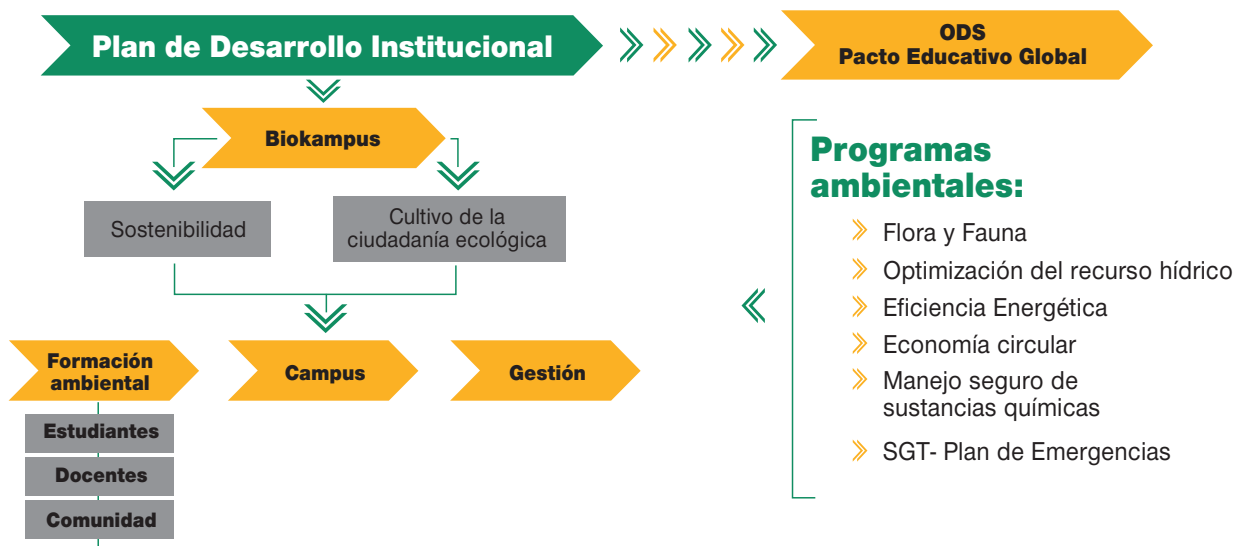 Plan de Desarrollo Institucional
ODS
Pacto Educativo Global
Biokampus
Sostenibilidad
Cultivo de la
ciudadanía ecológica
Formación
ambiental
Campus
Gestión
Estudiantes
Docentes
Comunidad
Programas
ambientales:
Flora y Fauna
Optimización del recurso hídrico
Eficiencia Energética
Economía circular
Manejo seguro de
sustancias químicas
SGT- Plan de Emergencias